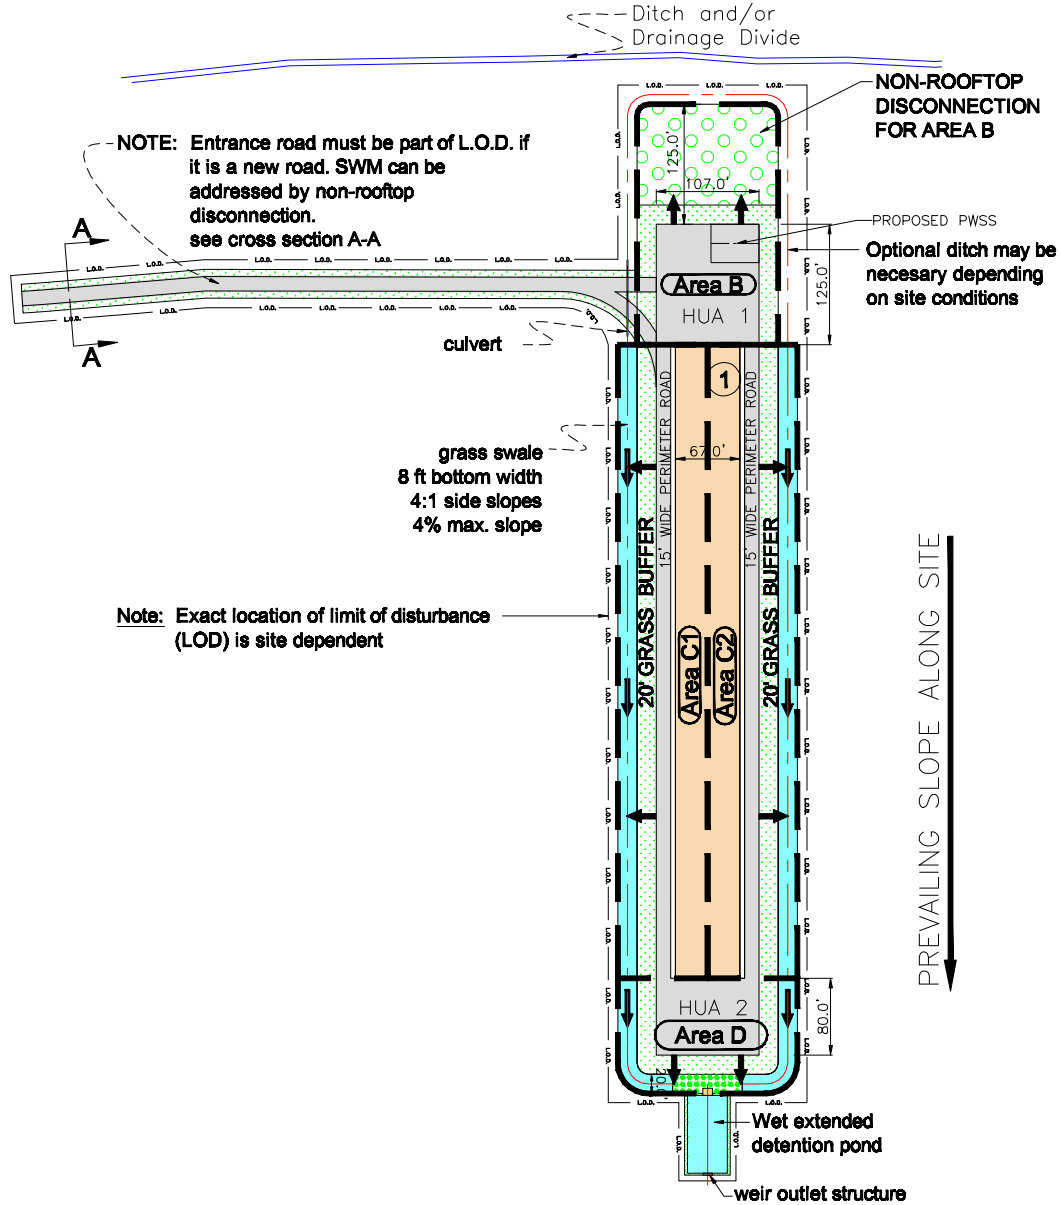 Ditch and/or
Drainage Divide
NON-ROOFTOP
DISCONNECTION
FOR AREA B
NOTE: Entrance road must be part of L.O.D. if
it is a new road. SWM can be
addressed by non-rooftop
disconnection.
see cross section A-A
125.0'
107.0'
PROPOSED PWSS
Optional ditch may be
necesary depending
on site conditions
125.0'
A
A
Area B
HUA 1
culvert
1
grass swale
8 ft bottom width
4:1 side slopes
4% max. slope
67.0'
15' WIDE PERIMETER ROAD
15' WIDE PERIMETER ROAD
20' GRASS BUFFER
20' GRASS BUFFER
Note: Exact location of limit of disturbance
(LOD) is site dependent
Area C1
Area C2
PREVAILING SLOPE ALONG SITE
HUA 2
Area D
80.0'
20.0'
Wet extended
detention pond
weir outlet structure
L.O.D.
L.O.D.
L.O.D.
L.O.D.
L.O.D.
L.O.D.
L.O.D.
L.O.D.
L.O.D.
L.O.D.